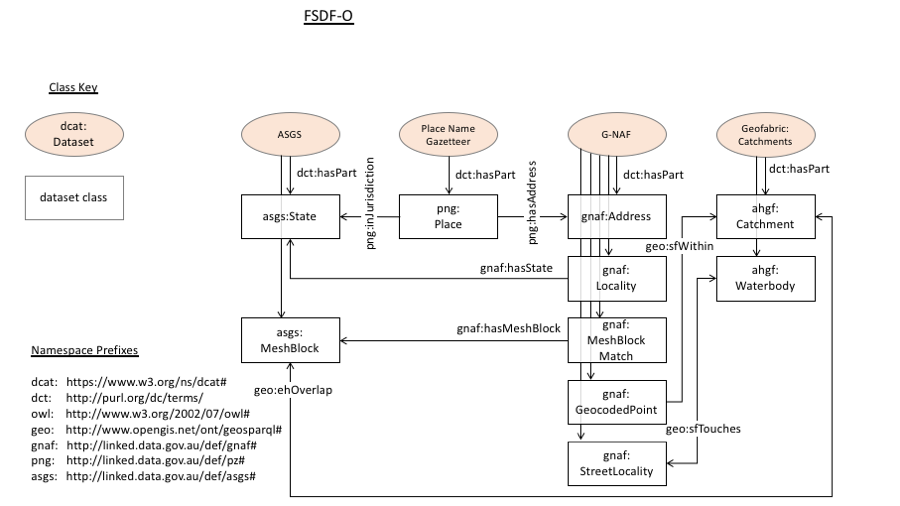 FSDF-O
Class Key
dcat:
Dataset
dataset class
ASGS
Place Name
Gazetteer
G-NAF
Geofabric:
Catchments
dct:hasPart
dct:hasPart
dct:hasPart
dct:hasPart
asgs:State
png:inJurisdiction
png:
Place
png:hasAddress
gnaf:Address
ahgf:
Catchment
geo:sfWithin
gnaf:hasState
gnaf:
Locality
ahgf:
Waterbody
asgs:
MeshBlock
gnaf:hasMeshBlock
gnaf:
MeshBlock
Match
geo:ehOverlap
gnaf:
GeocodedPoint
geo:sfTouches
gnaf:
StreetLocality
Namespace Prefixes
dcat: https://www.w3.org/ns/dcat#
dct: http://purl.org/dc/terms/
owl: http://www.w3.org/2002/07/owl#
geo: http://www.opengis.net/ont/geosparql#
gnaf: http://linked.data.gov.au/def/gnaf#
png: http://linked.data.gov.au/def/pz#
asgs: http://linked.data.gov.au/def/asgs#